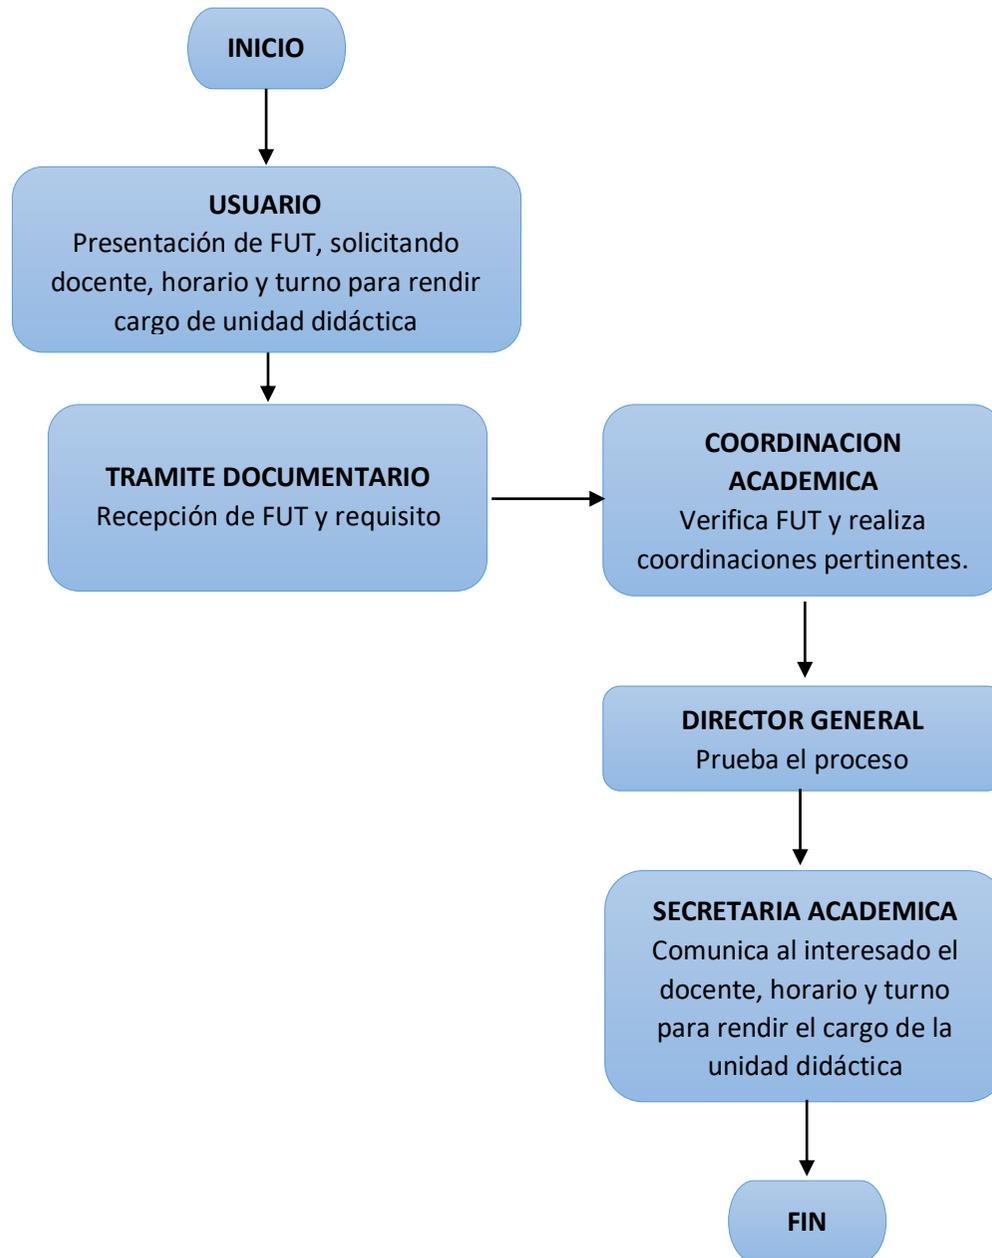 INICIO
USUARIO
Presentación de FUT, solicitando
docente, horario y turno para rendir
cargo de unidad didáctica
TRAMITE DOCUMENTARIO
Recepción de FUT y requisito
COORDINACION
ACADEMICA
Verifica FUT y realiza
coordinaciones pertinentes.
DIRECTOR GENERAL
Prueba el proceso
SECRETARIA ACADEMICA
Comunica al interesado el
docente, horario y turno
para rendir el cargo de la
unidad didáctica
FIN